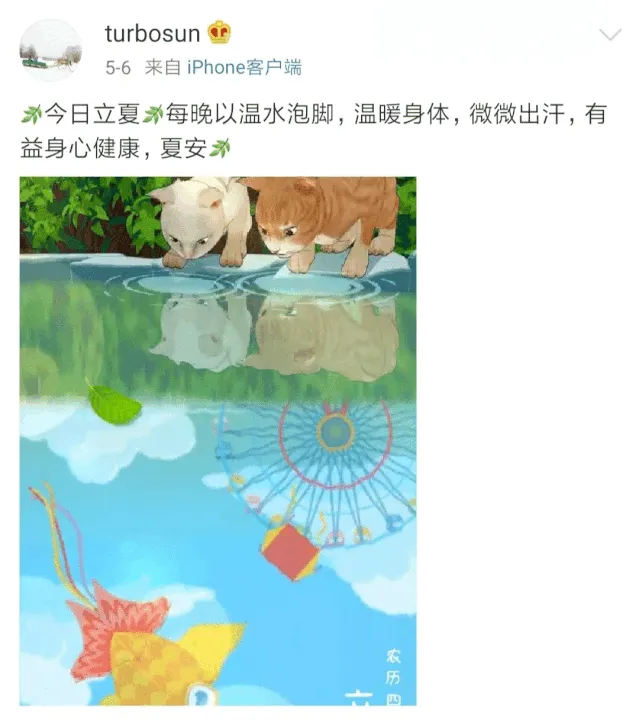 turbosun
5-6 来自 iPhone客户端
今日立夏 每晚以温水泡脚，温暖身体，微微出汗，有
益身心健康，夏安
农历四